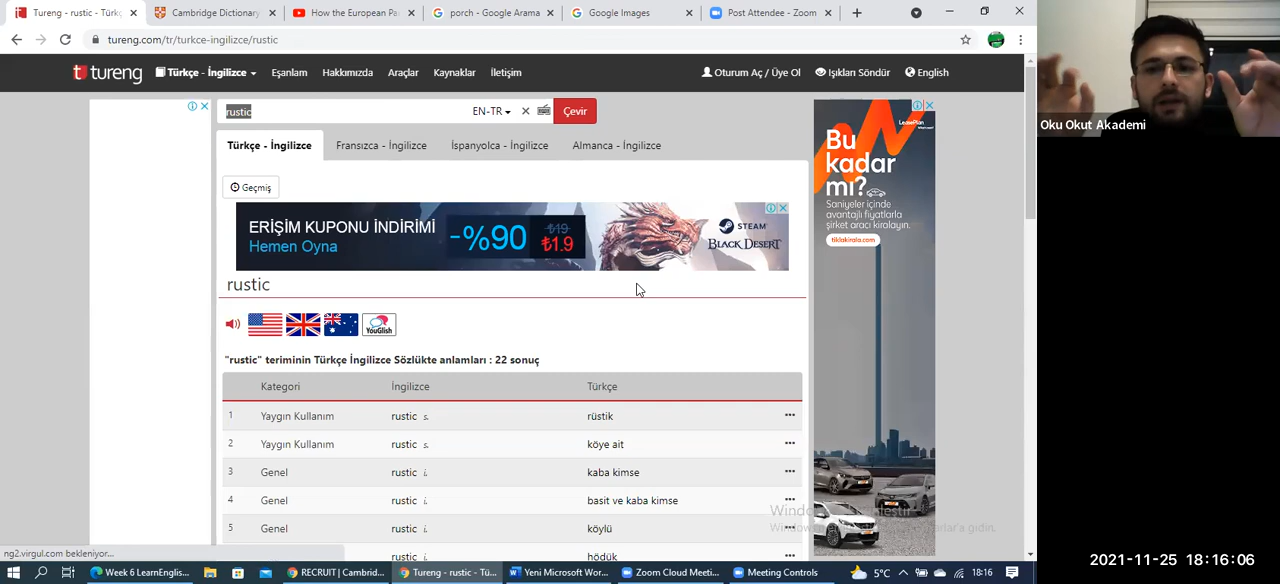 Tureng - rustic - Türkç
Cambridge Dictionary
How the European Pa
porch - Google Arama
Google Images
Post Attendee - Zoom
tureng.com/tr/turkce-ingilizce/rustic
tureng
Türkçe - İngilizce
Eşanlam
Hakkımızda
Araçlar
Kaynaklar
İletişim
Oturum Aç / Üye Ol
Işıkları Söndür
English
rustic
EN-TR
Çevir
Türkçe - İngilizce
Fransızca - İngilizce
İspanyolca - İngilizce
Almanca - İngilizce
Geçmiş
ERİŞİM KUPONU İNDİRİMİ
Hemen Oyna
-%90
₺19
₺1.9
STEAM
BLACK DESERT
rustic
YouGlish
"rustic" teriminin Türkçe İngilizce Sözlükte anlamları : 22 sonuç
Kategori İngilizce Türkçe
1 Yaygın Kullanım rustic s. rüstik
2 Yaygın Kullanım rustic s. köye ait
3 Genel rustic i. kaba kimse
4 Genel rustic i. basit ve kaba kimse
5 Genel rustic i. köylü
rustic i. hödük
LeasePlan
Bu
kadar
mı?
Saniyeler içinde
avantajlı fiyatlarla
şirket aracı kiralayın.
tiklakirala.com
Oku Okut Akademi
ng2.virgul.com bekleniyor...
Week 6 LearnEnglis...
RECRUIT | Cambrid...
Tureng - rustic - Tü...
Yeni Microsoft Wor...
Zoom Cloud Meeti...
Meeting Controls
5°C
18:16
2021-11-25 18:16:06